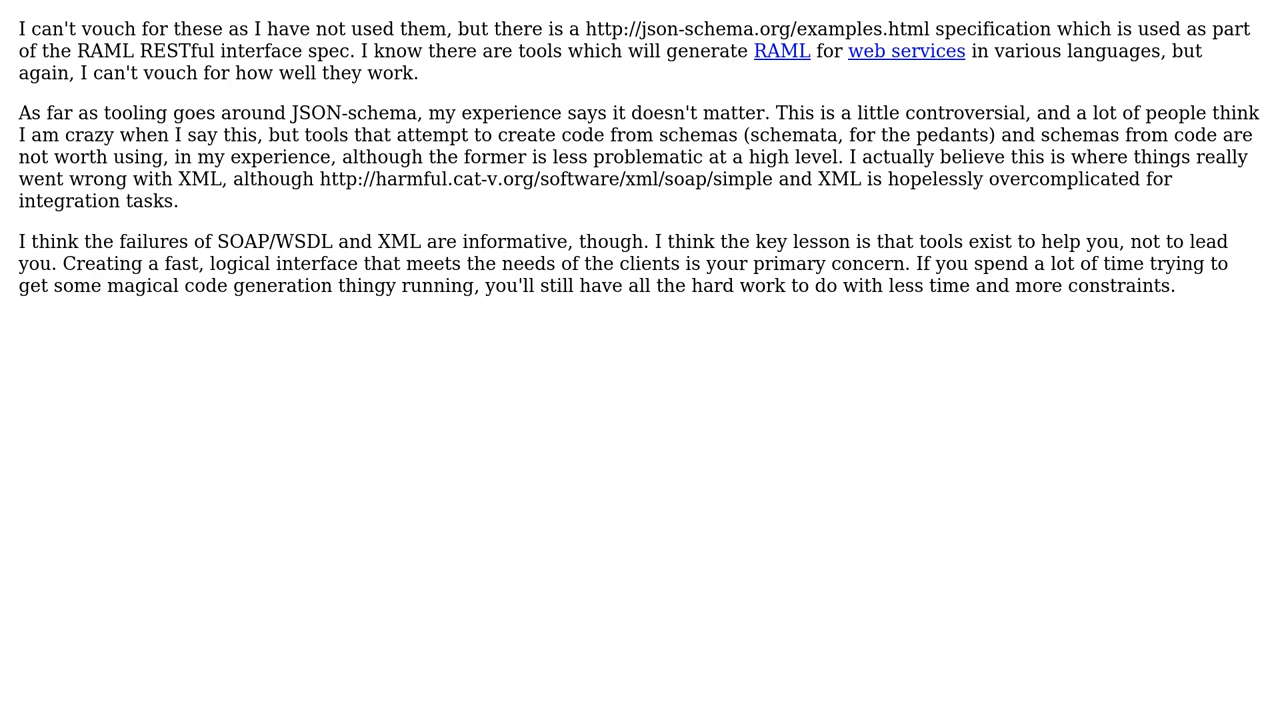 I can't vouch for these as I have not used them, but there is a http://json-schema.org/examples.html specification which is used as part
of the RAML RESTful interface spec. I know there are tools which will generate RAML for web services in various languages, but
again, I can't vouch for how well they work.
As far as tooling goes around JSON-schema, my experience says it doesn't matter. This is a little controversial, and a lot of people think
I am crazy when I say this, but tools that attempt to create code from schemas (schemata, for the pedants) and schemas from code are
not worth using, in my experience, although the former is less problematic at a high level. I actually believe this is where things really
went wrong with XML, although http://harmful.cat-v.org/software/xml/soap/simple and XML is hopelessly overcomplicated for
integration tasks.
I think the failures of SOAP/WSDL and XML are informative, though. I think the key lesson is that tools exist to help you, not to lead
you. Creating a fast, logical interface that meets the needs of the clients is your primary concern. If you spend a lot of time trying to
get some magical code generation thingy running, you'll still have all the hard work to do with less time and more constraints.